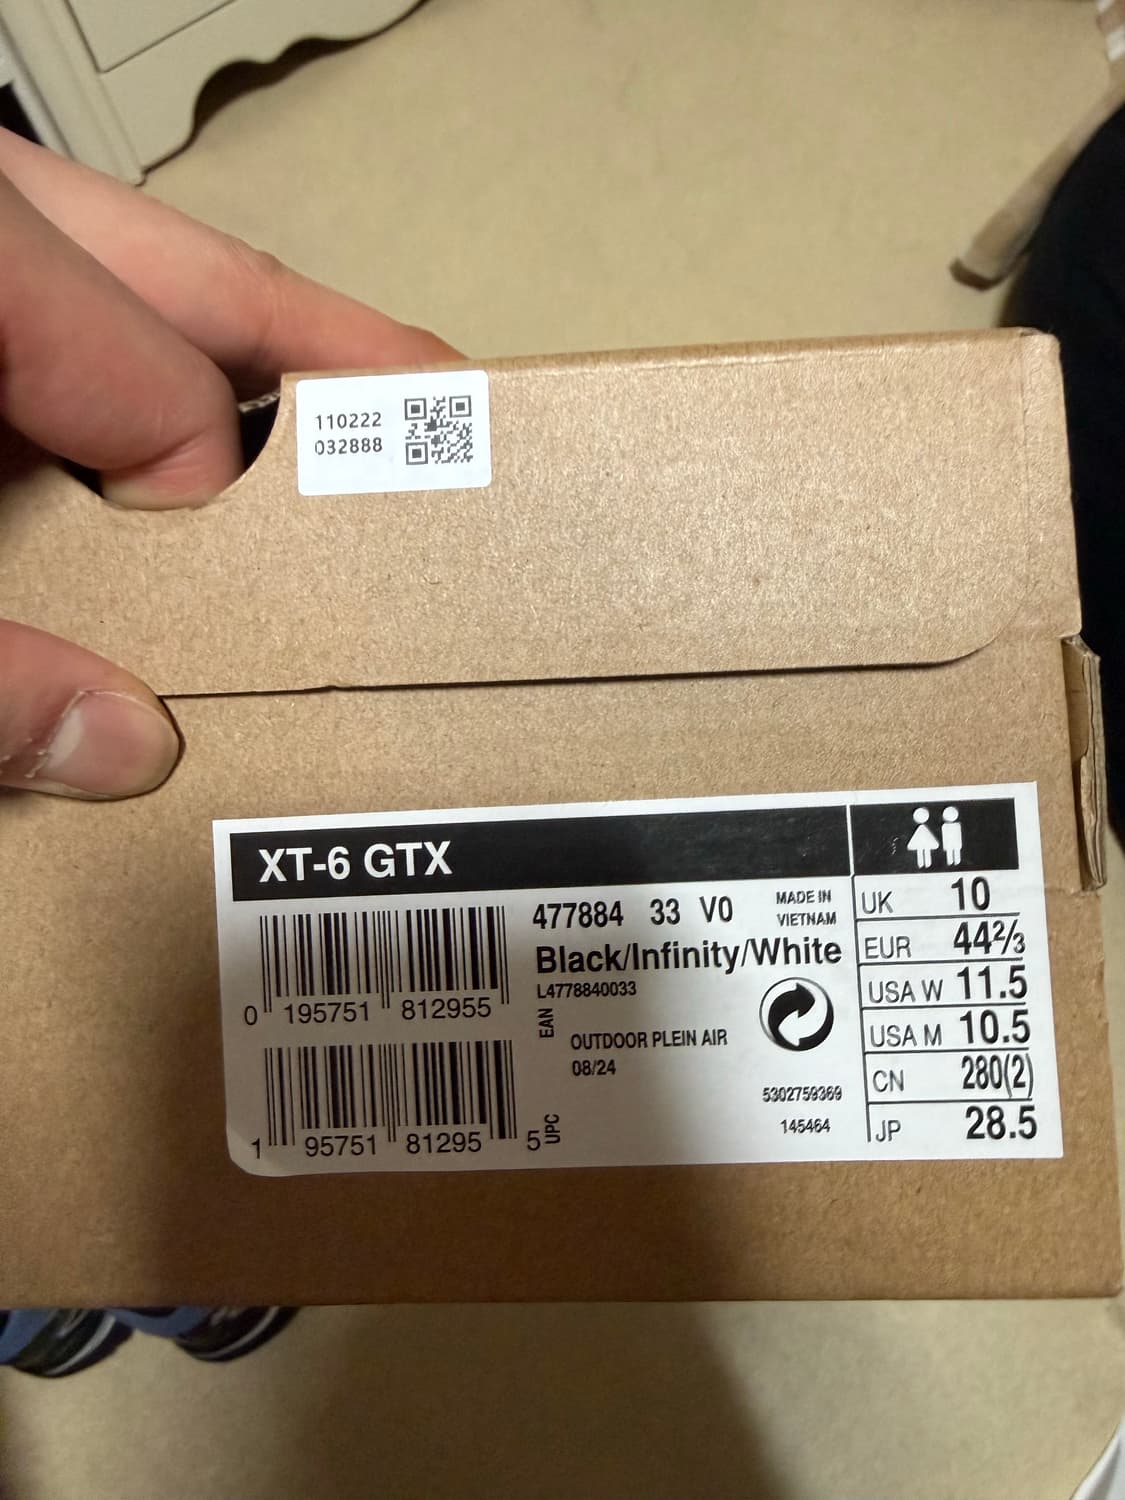 110222
032888
XT-6 GTX
0 195751 812955
EAN
1 95751 81295 5
UPC
477884 33 V0
MADE IN
VIETNAM
Black/Infinity/White
L4778840033
OUTDOOR PLEIN AIR
08/24
5302759369
145464
UK 10
EUR 44⅔
USA W 11.5
USA M 10.5
CN 280(2)
JP 28.5